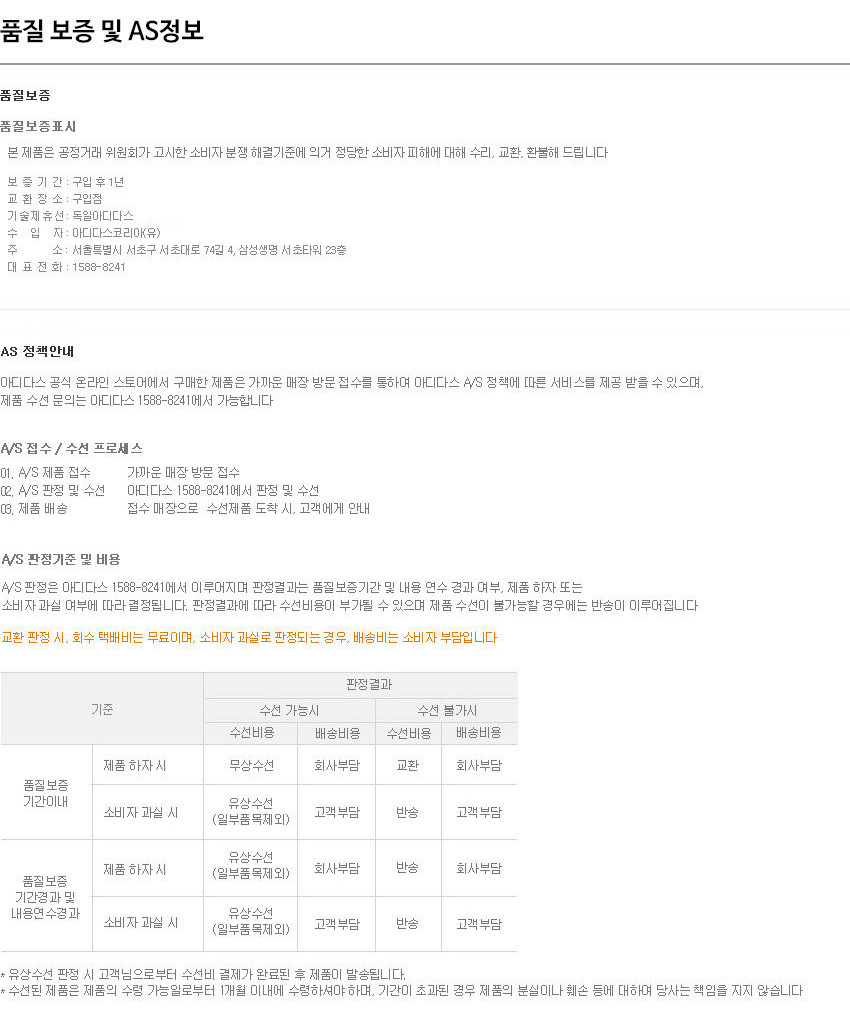 품질 보증 및 AS정보
품질보증
품질보증표시
본 제품은 공정거래 위원회가 고시한 소비자 분쟁 해결기준에 의거 정당한 소비자 피해에 대해 수리, 교환, 환불해 드립니다
보 증 기 간 : 구입 후 1년
교 환 장 소 : 구입점
기술제휴선 : 독일아디다스
수 입 자 : 아디다스코리아(유)
주 소 : 서울특별시 서초구 서초대로 74길 4, 삼성생명 서초타워 23층
대 표 전 화 : 1588-8241
AS 정책안내
아디다스 공식 온라인 스토어에서 구매한 제품은 가까운 매장 방문 접수를 통하여 아디다스 A/S 정책에 따른 서비스를 제공 받을 수 있으며,
제품 수선 문의는 아디다스 1588-8241에서 가능합니다
A/S 접수 / 수선 프로세스
01. A/S 제품 접수 가까운 매장 방문 접수
02. A/S 판정 및 수선 아디다스 1588-8241에서 판정 및 수선
03. 제품 배송 접수 매장으로 수선제품 도착 시, 고객에게 안내
A/S 판정기준 및 비용
A/S 판정은 아디다스 1588-8241에서 이루어지며 판정결과는 품질보증기간 및 내용 연수 경과 여부, 제품 하자 또는
소비자 과실 여부에 따라 결정됩니다. 판정결과에 따라 수선비용이 부가될 수 있으며 제품 수선이 불가능할 경우에는 반송이 이루어집니다
교환 판정 시, 회수 택배비는 무료이며, 소비자 과실로 판정되는 경우, 배송비는 소비자 부담입니다
기준 판정결과
수선 가능시 수선 불가시
수선비용 배송비용 수선비용 배송비용
품질보증
기간이내
제품 하자 시 무상수선 회사부담 교환 회사부담
소비자 과실 시 유상수선
(일부품목제외) 고객부담 반송 고객부담
품질보증
기간경과 및
내용연수경과
제품 하자 시 유상수선
(일부품목제외) 회사부담 반송 회사부담
소비자 과실 시 유상수선
(일부품목제외) 고객부담 반송 고객부담
* 유상수선 판정 시 고객님으로부터 수선비 결제가 완료된 후 제품이 발송됩니다.
* 수선된 제품은 제품의 수령 가능일로부터 1개월 이내에 수령하셔야 하며, 기간이 초과된 경우 제품의 분실이나 훼손 등에 대하여 당사는 책임을 지지 않습니다